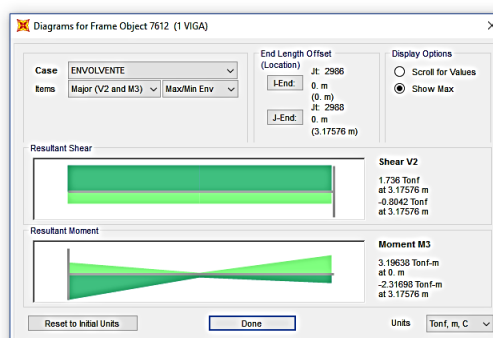 Diagrams for Frame Object 7612 (1 VIGA)
Case ENVOLVENTE
Items Major (V2 and M3) Max/Min Env
End Length Offset
(Location)
I-End: Jt: 2986
0. m
(0. m)
J-End: Jt: 2988
0. m
(3.17576 m)
Display Options
Scroll for Values
Show Max
Resultant Shear
Shear V2
1.736 Tonf
at 3.17576 m
-0.8042 Tonf
at 3.17576 m
Resultant Moment
Moment M3
3.19638 Tonf-m
at 0. m
-2.31698 Tonf-m
at 3.17576 m
Reset to Initial Units
Done
Units Tonf, m, C